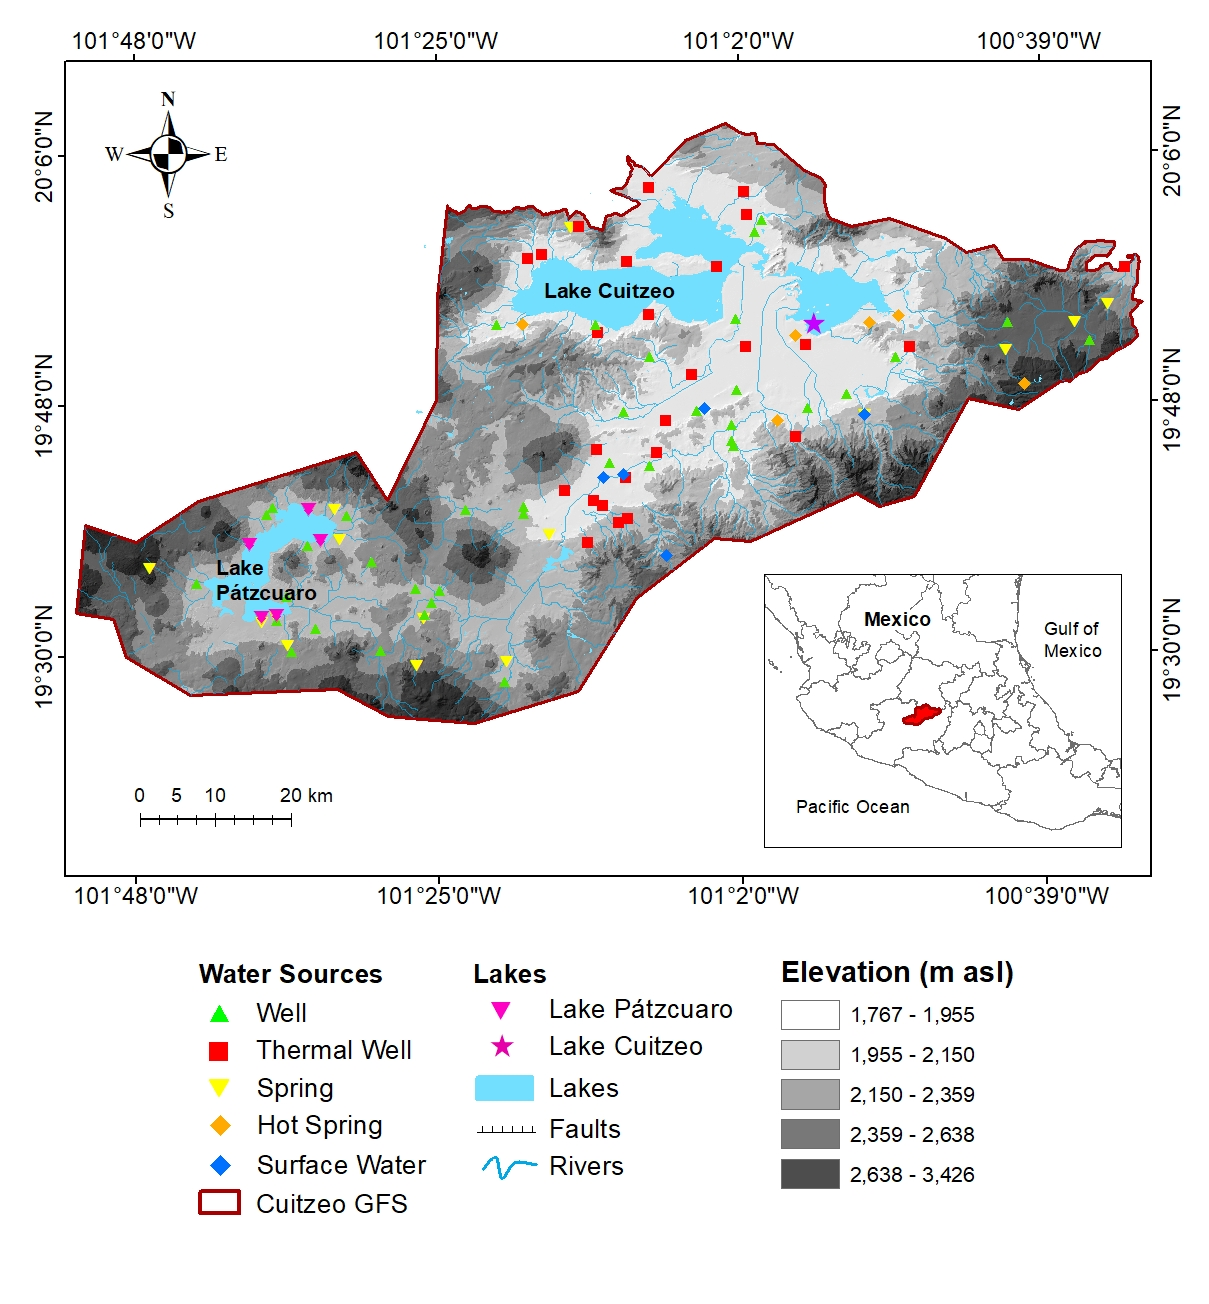 101°48'0"W 101°25'0"W 101°2'0"W 100°39'0"W
N
W E
S
20°6'0"N
20°6'0"N
Lake Cuitzeo
19°48'0"N
19°48'0"N
Lake
Pátzcuaro
19°30'0"N
19°30'0"N
Mexico
Gulf of
Mexico
Pacific Ocean
0 5 10 20 km
101°48'0"W 101°25'0"W 101°2'0"W 100°39'0"W
Water Sources
Well
Thermal Well
Spring
Hot Spring
Surface Water
Cuitzeo GFS
Lakes
Lake Pátzcuaro
Lake Cuitzeo
Lakes
Faults
Rivers
Elevation (m asl)
1,767 - 1,955
1,955 - 2,150
2,150 - 2,359
2,359 - 2,638
2,638 - 3,426